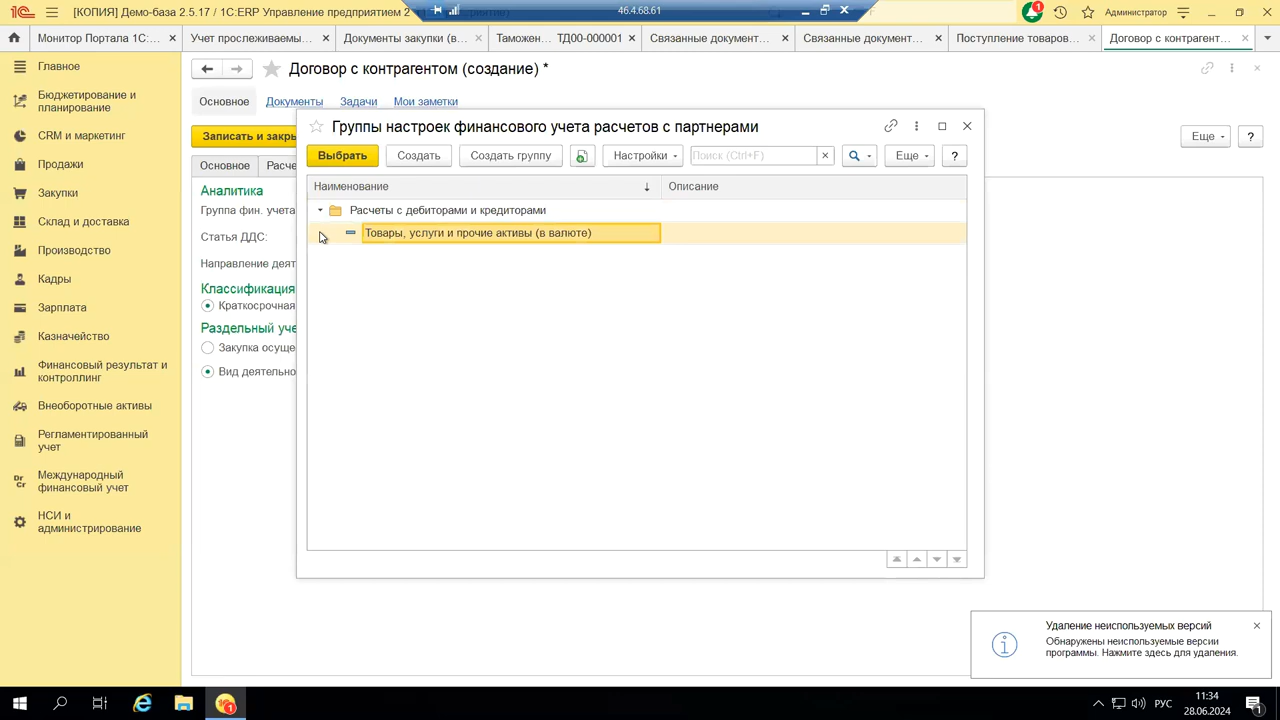 [КОПИЯ] Демо-база 2.5.17 / 1С:ERP Управление предприятием 2
46.4.68.61
Администратор
Монитор Портала 1С:...
Учет прослеживаемы...
Документы закупки (в...
Таможен... ТД00-000001
Связанные документ...
Связанные документ...
Поступление товаров...
Договор с контрагент...
Главное
Бюджетирование и
планирование
CRM и маркетинг
Продажи
Закупки
Склад и доставка
Производство
Кадры
Зарплата
Казначейство
Финансовый результат и
контроллинг
Внеоборотные активы
Регламентированный
учет
Международный
финансовый учет
НСИ и
администрирование
Договор с контрагентом (создание) *
Основное
Документы
Задачи
Мои заметки
Записать и закры
Еще
?
Основное
Расче
Аналитика
Группа фин. учета
Статья ДДС:
Направление деят
Классификация
Краткосрочная
Раздельный уче
Закупка осуще
Вид деятельно
Группы настроек финансового учета расчетов с партнерами
Выбрать
Создать
Создать группу
Настройки
Поиск (Ctrl+F)
×
Еще
?
Наименование
Описание
Расчеты с дебиторами и кредиторами
Товары, услуги и прочие активы (в валюте)
Удаление неиспользуемых версий
Обнаружены неиспользуемые версии
программы. Нажмите здесь для удаления.
РУС
11:34
28.06.2024